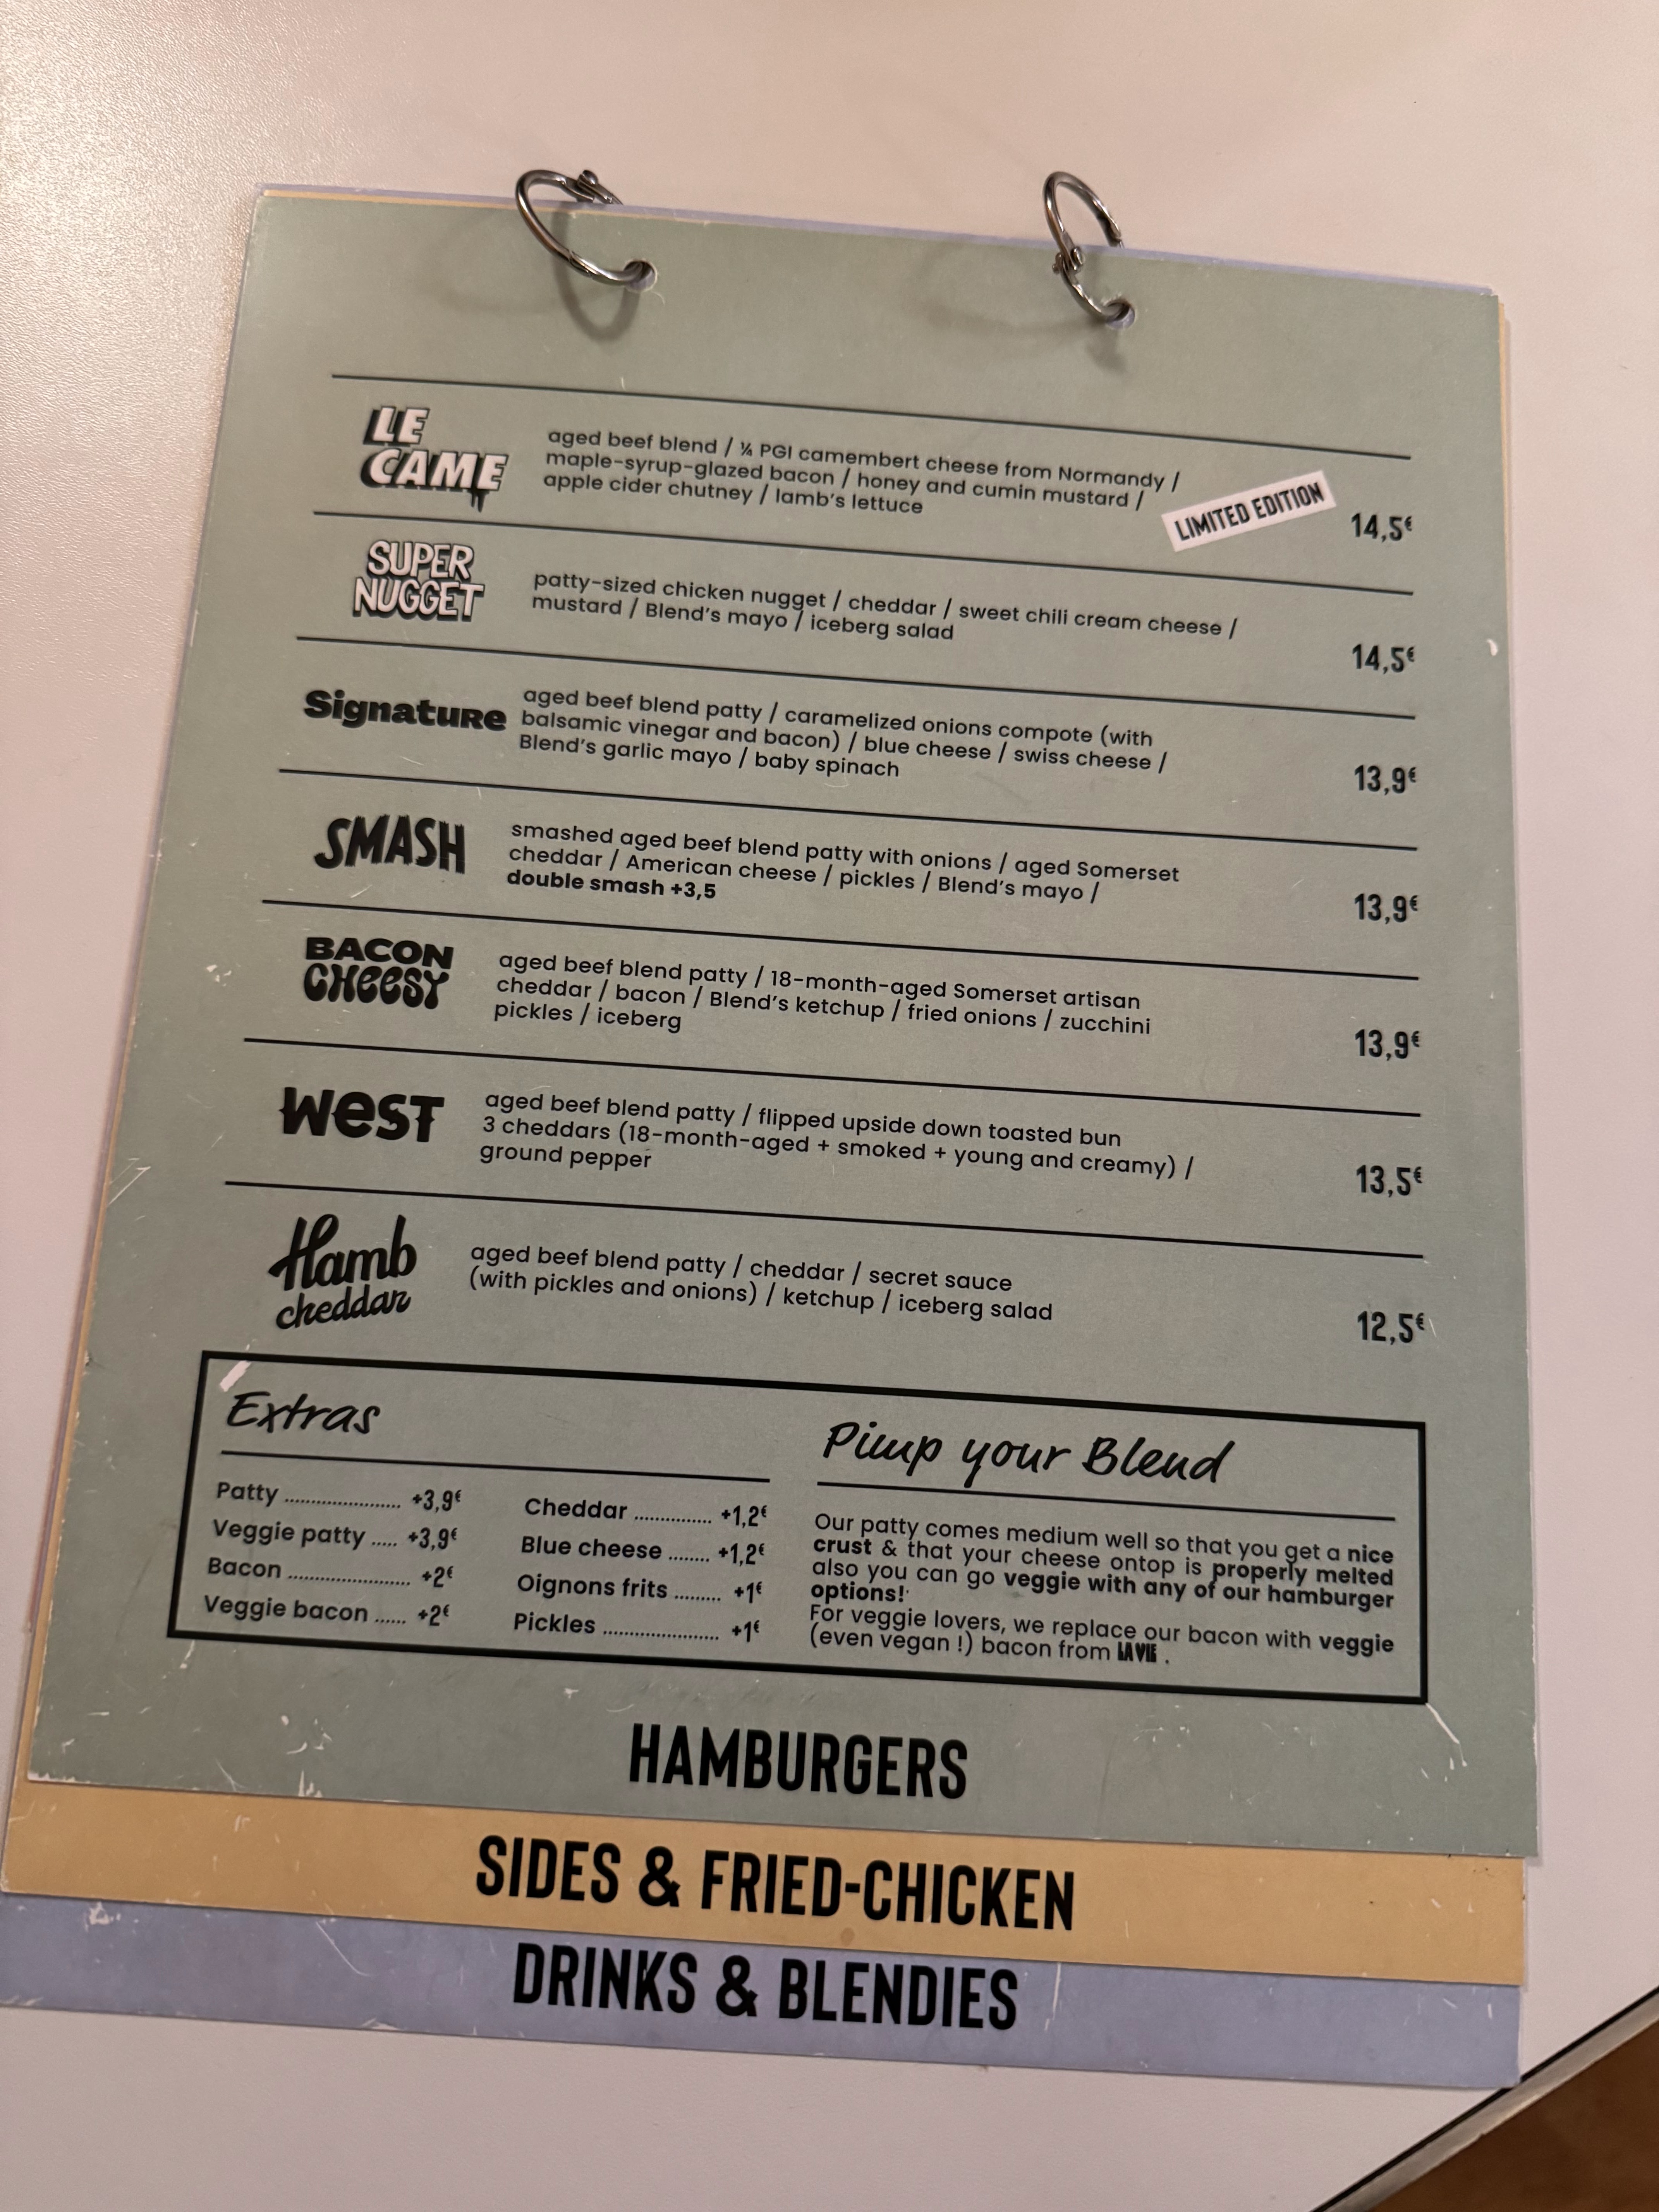 LE
CAME
aged beef blend / ¼ PGI camembert cheese from Normandy /
maple-syrup-glazed bacon / honey and cumin mustard /
apple cider chutney / lamb's lettuce
LIMITED EDITION
14,5€
SUPER
NUGGET
patty-sized chicken nugget / cheddar / sweet chili cream cheese /
mustard / Blend's mayo / iceberg salad
14,5€
Signature
aged beef blend patty / caramelized onions compote (with
balsamic vinegar and bacon) / blue cheese / swiss cheese /
Blend's garlic mayo / baby spinach
13,9€
SMASH
smashed aged beef blend patty with onions / aged Somerset
cheddar / American cheese / pickles / Blend's mayo /
double smash +3,5
13,9€
BACON
CHEESY
aged beef blend patty / 18-month-aged Somerset artisan
cheddar / bacon / Blend's ketchup / fried onions / zucchini
pickles / iceberg
13,9€
WEST
aged beef blend patty / flipped upside down toasted bun
3 cheddars (18-month-aged + smoked + young and creamy) /
ground pepper
13,5€
Hamb
cheddar
aged beef blend patty / cheddar / secret sauce
(with pickles and onions) / ketchup / iceberg salad
12,5€
Extras
Patty ...................... +3,9€
Veggie patty ..... +3,9€
Bacon ....................... +2€
Veggie bacon ...... +2€
Cheddar ............... +1,2€
Blue cheese ........ +1,2€
Oignons frits ......... +1€
Pickles ...................... +1€
Pimp your Blend
Our patty comes medium well so that you get a nice
crust & that your cheese ontop is properly melted
also you can go veggie with any of our hamburger
options!
For veggie lovers, we replace our bacon with veggie
(even vegan !) bacon from LA VIE .
HAMBURGERS
SIDES & FRIED-CHICKEN
DRINKS & BLENDIES